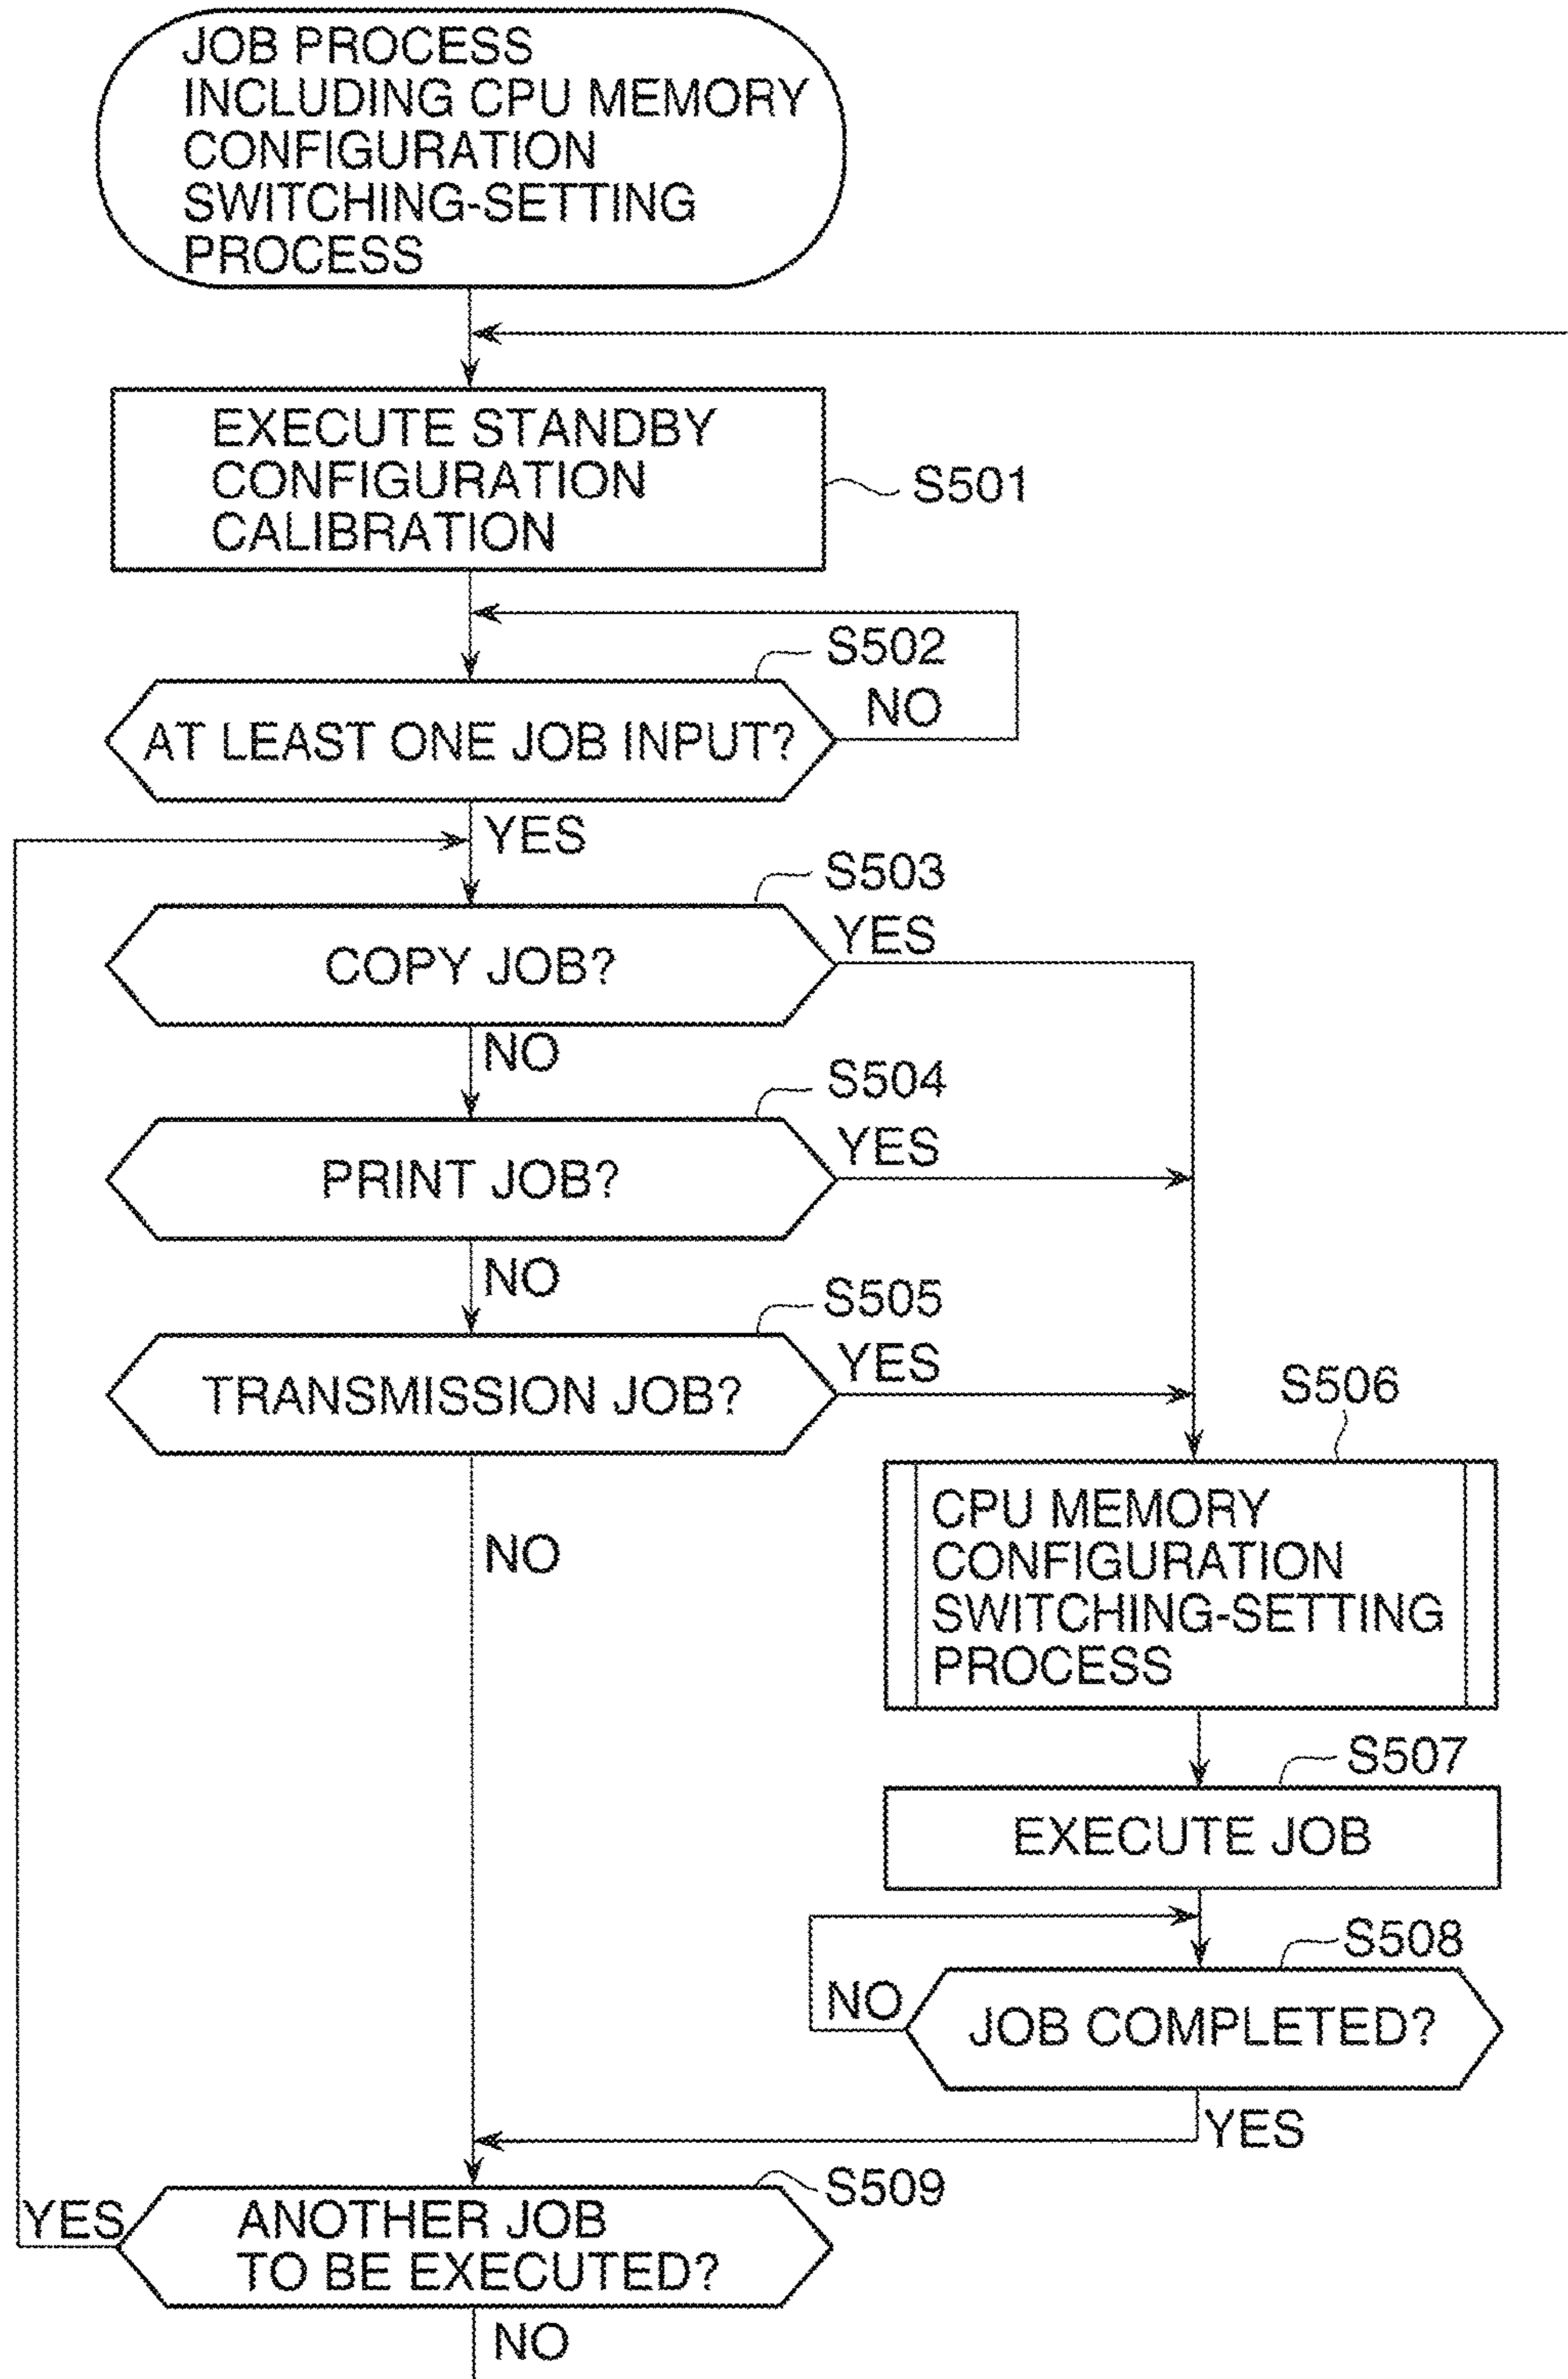 JOB PROCESS
INCLUDING CPU MEMORY
CONFIGURATION
SWITCHING-SETTING
PROCESS
EXECUTE STANDBY
CONFIGURATION
CALIBRATION
S501
S502
NO
AT LEAST ONE JOB INPUT?
YES
S503
YES
COPY JOB?
NO
S504
YES
PRINT JOB?
NO
S505
YES
TRANSMISSION JOB?
NO
S506
CPU MEMORY
CONFIGURATION
SWITCHING-SETTING
PROCESS
S507
EXECUTE JOB
S508
NO
JOB COMPLETED?
YES
S509
YES
ANOTHER JOB
TO BE EXECUTED?
NO